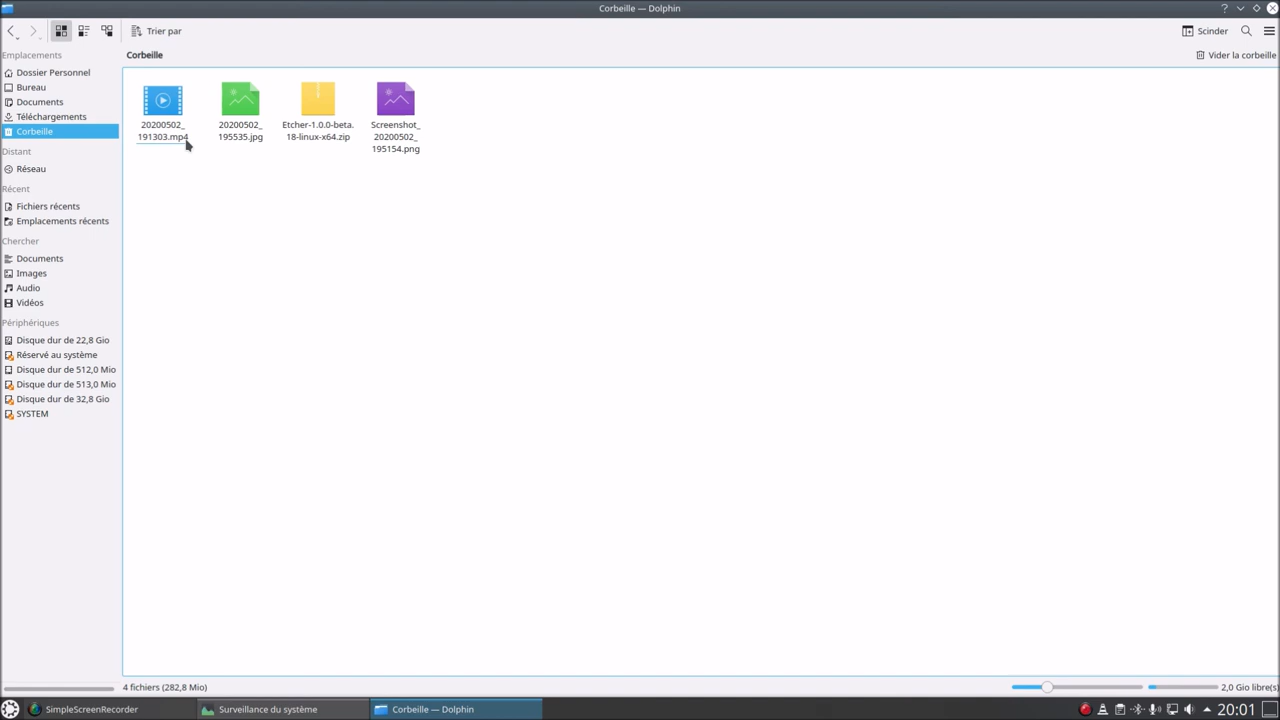 Corbeille — Dolphin
Trier par
Scinder
Emplacements
Corbeille
Vider la corbeille
Dossier Personnel
Bureau
Documents
Téléchargements
Corbeille
Distant
Réseau
Récent
Fichiers récents
Emplacements récents
Chercher
Documents
Images
Audio
Vidéos
Périphériques
Disque dur de 22,8 Gio
Réservé au système
Disque dur de 512,0 Mio
Disque dur de 513,0 Mio
Disque dur de 32,8 Gio
SYSTEM
20200502_
191303.mp4
20200502_
195535.jpg
Etcher-1.0.0-beta.
18-linux-x64.zip
Screenshot_
20200502_
195154.png
4 fichiers (282,8 Mio)
2,0 Gio libre(s)
SimpleScreenRecorder
Surveillance du système
Corbeille — Dolphin
20:01